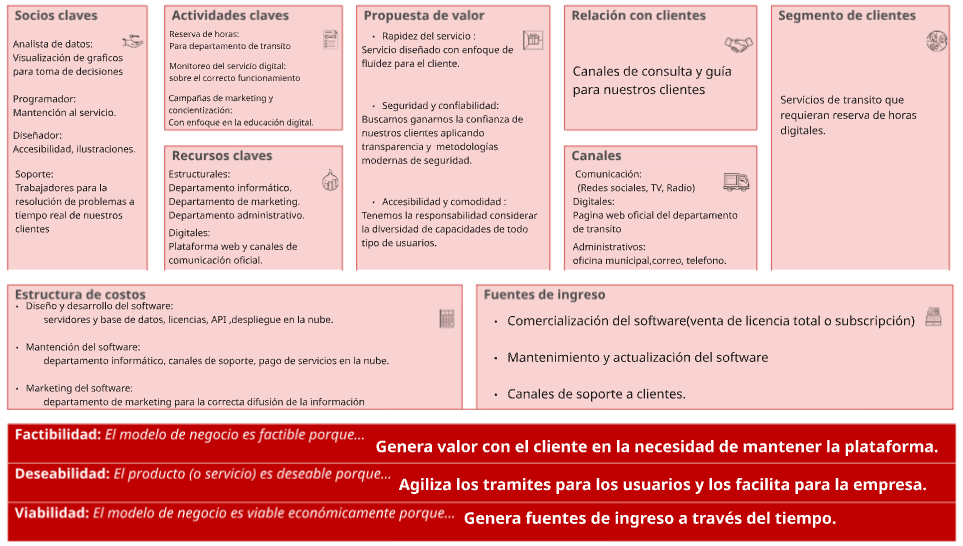 Socios claves
Analista de datos:
Visualización de graficos
para toma de decisiones
Programador:
Mantención al servicio.
Diseñador:
Accesibilidad, ilustraciones.
Soporte:
Trabajadores para la
resolución de problemas a
tiempo real de nuestros
clientes
Actividades claves
Reserva de horas:
Para departamento de transito
Monitoreo del servicio digital:
sobre el correcto funcionamiento
Campañas de marketing y
concientización:
Con enfoque en la educación digital.
Recursos claves
Estructurales:
Departamento informático.
Departamento de marketing.
Departamento administrativo.
Digitales:
Plataforma web y canales de
comunicación oficial.
Propuesta de valor
• Rapidez del servicio :
Servicio diseñado con enfoque de
fluidez para el cliente.
• Seguridad y confiabilidad:
Buscamos ganarnos la confianza de
nuestros clientes aplicando
transparencia y metodologías
modernas de seguridad.
• Accesibilidad y comodidad :
Tenemos la responsabilidad considerar
la diversidad de capacidades de todo
tipo de usuarios.
Relación con clientes
Canales de consulta y guía
para nuestros clientes
Canales
Comunicación:
(Redes sociales, TV, Radio)
Digitales:
Pagina web oficial del departamento
de transito
Administrativos:
oficina municipal,correo, telefono.
Segmento de clientes
Servicios de transito que
requieran reserva de horas
digitales.
Estructura de costos
• Diseño y desarrollo del software:
servidores y base de datos, licencias, API ,despliegue en la nube.
• Mantención del software:
departamento informático, canales de soporte, pago de servicios en la nube.
• Marketing del software:
departamento de marketing para la correcta difusión de la información
Fuentes de ingreso
• Comercialización del software(venta de licencia total o subscripción)
• Mantenimiento y actualización del software
• Canales de soporte a clientes.
Factibilidad: El modelo de negocio es factible porque... Genera valor con el cliente en la necesidad de mantener la plataforma.
Deseabilidad: El producto (o servicio) es deseable porque... Agiliza los tramites para los usuarios y los facilita para la empresa.
Viabilidad: El modelo de negocio es viable económicamente porque... Genera fuentes de ingreso a través del tiempo.